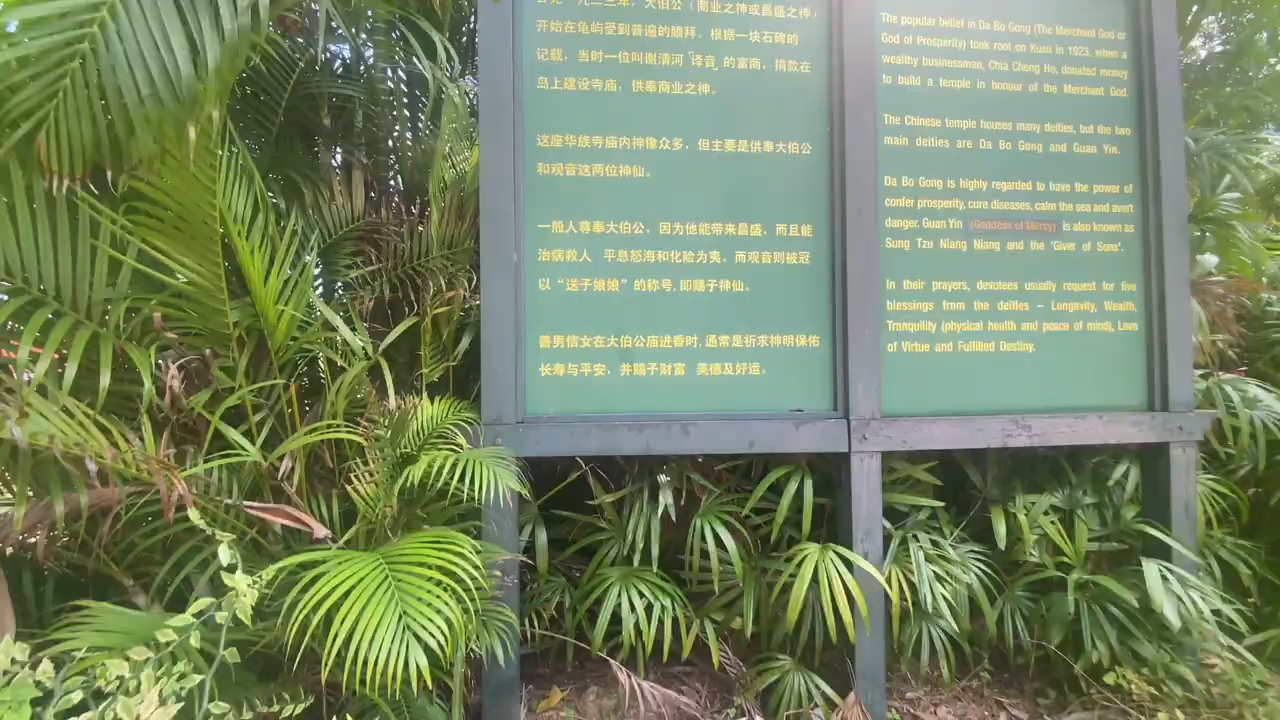 一九二三年，大伯公（商业之神或昌盛之神）
开始在龟屿受到普遍的膜拜。根据一块石碑的
记载，当时一位叫谢清河「译音」的富商，捐款在
岛上建设寺庙，供奉商业之神。
这座华族寺庙内神像众多，但主要是供奉大伯公
和观音这两位神仙。
一般人尊奉大伯公，因为他能带来昌盛，而且能
治病救人 平息怒海和化险为夷。而观音则被冠
以“送子娘娘”的称号,即赐子神仙。
善男信女在大伯公庙进香时,通常是祈求神明保佑
长寿与平安，并赐予财富 美德及好运。
The popular belief in Da Bo Gong (The Merchant God or
God of Prosperity) took root on Kusu in 1923, when a
wealthy businessman, Chia Cheng Ho, donated money
to build a temple in honour of the Merchant God.
The Chinese temple houses many deities, but the two
main deities are Da Bo Gong and Guan Yin.
Da Bo Gong is highly regarded to have the power of
confer prosperity, cure diseases, calm the sea and avert
danger. Guan Yin (Goddess of Mercy) is also known as
Sung Tzu Niang Niang and the 'Giver of Sons'.
In their prayers, devotees usually request for five
blessings from the deities – Longevity, Wealth,
Tranquility (physical health and peace of mind), Love
of Virtue and Fulfilled Destiny.